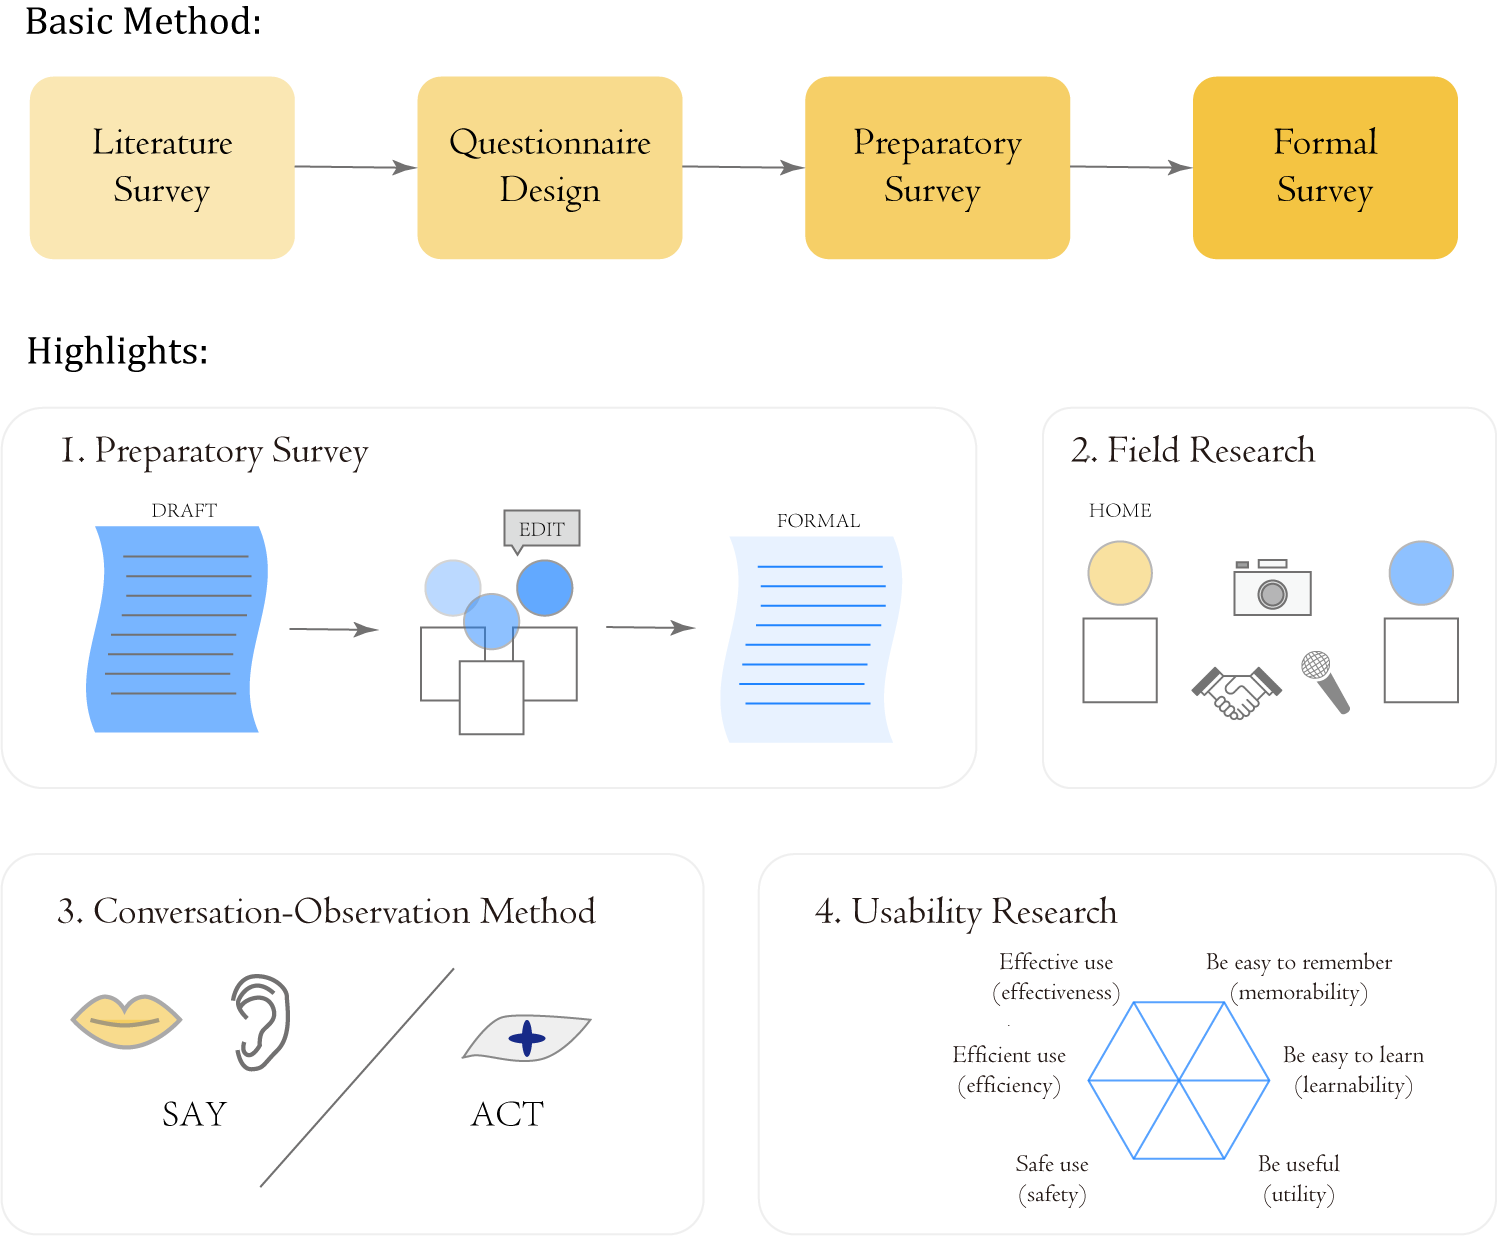 Basic Method:
Literature
Survey
Questionnaire
Design
Preparatory
Survey
Formal
Survey
Highlights:
1. Preparatory Survey
DRAFT
EDIT
FORMAL
2. Field Research
HOME
3. Conversation-Observation Method
SAY
ACT
4. Usability Research
Effective use
(effectiveness)
Be easy to remember
(memorability)
Efficient use
(efficiency)
Be easy to learn
(learnability)
Safe use
(safety)
Be useful
(utility)